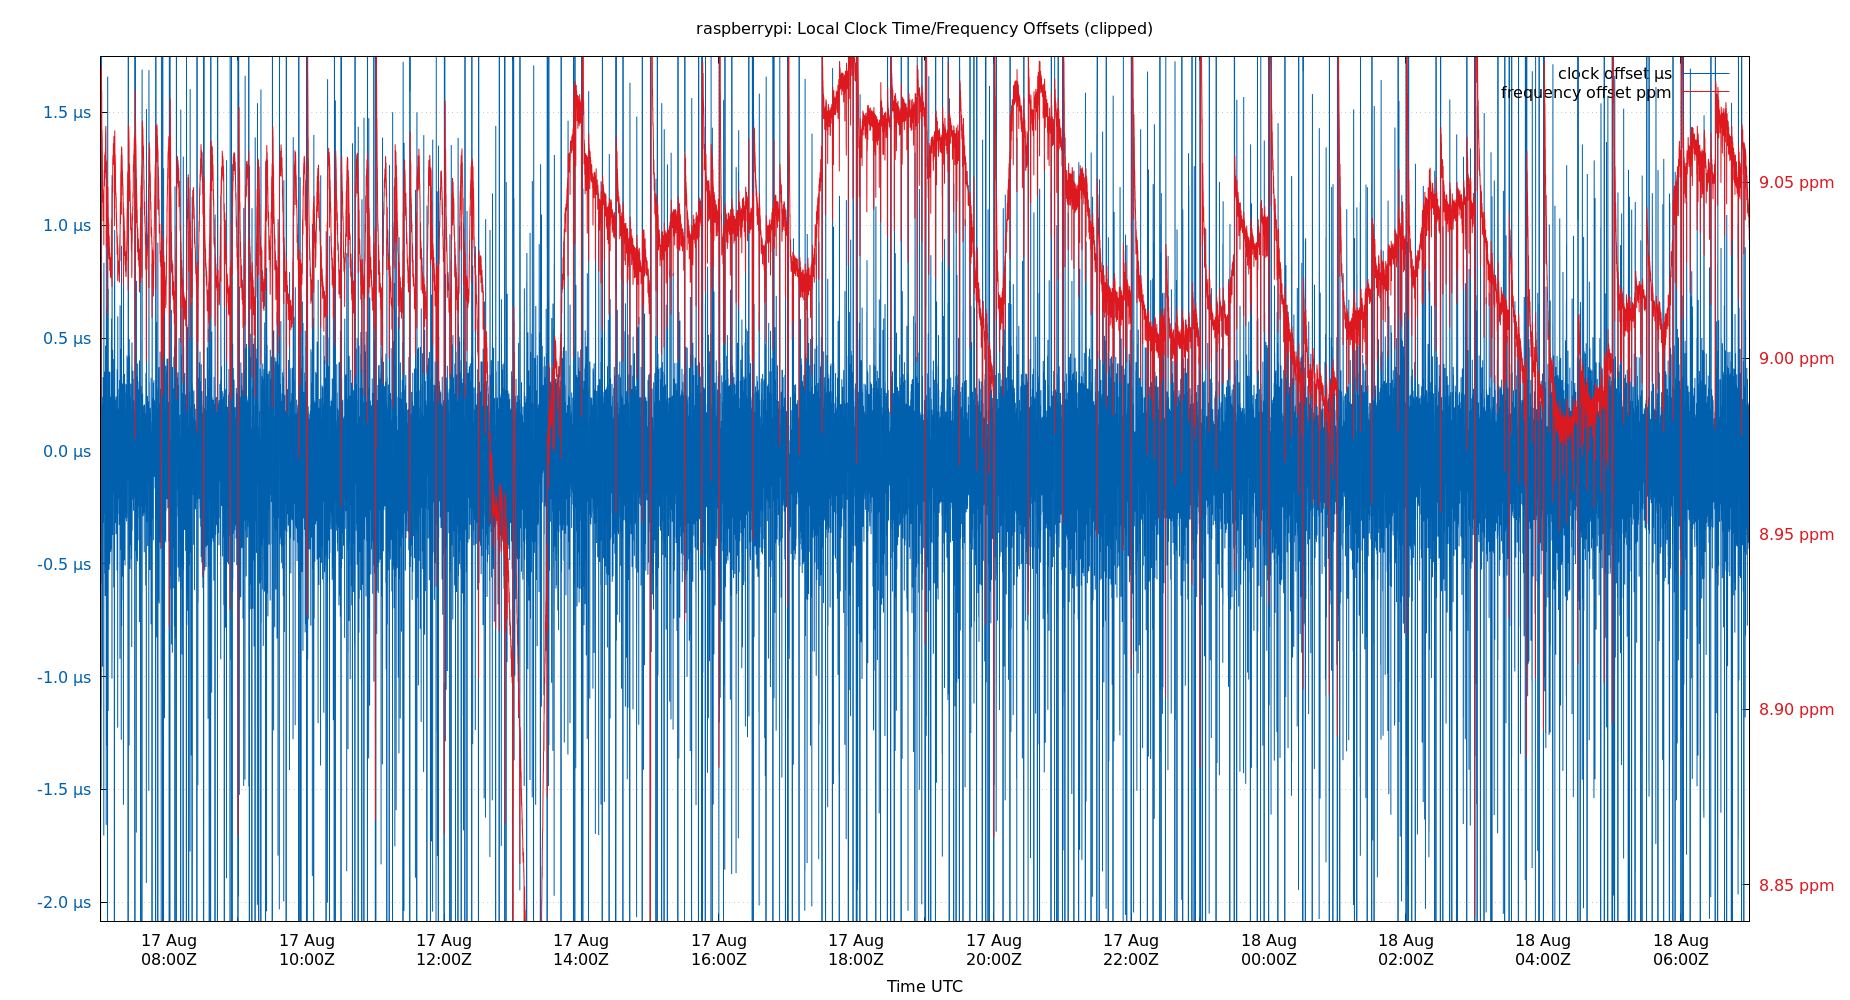 raspberrypi: Local Clock Time/Frequency Offsets (clipped)
clock offset µs
frequency offset ppm
1.5 µs
1.0 µs
0.5 µs
0.0 µs
-0.5 µs
-1.0 µs
-1.5 µs
-2.0 µs
9.05 ppm
9.00 ppm
8.95 ppm
8.90 ppm
8.85 ppm
17 Aug 17 Aug 17 Aug 17 Aug 17 Aug 17 Aug 17 Aug 17 Aug 18 Aug 18 Aug 18 Aug 18 Aug
08:00Z 10:00Z 12:00Z 14:00Z 16:00Z 18:00Z 20:00Z 22:00Z 00:00Z 02:00Z 04:00Z 06:00Z
Time UTC